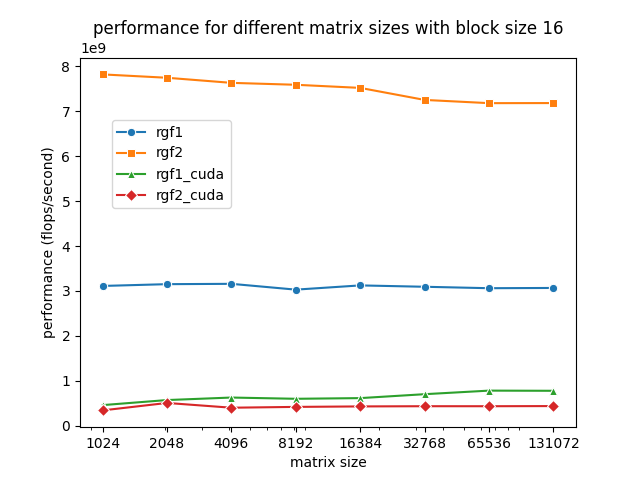 performance for different matrix sizes with block size 16
1e9
8
7
6
5
4
3
2
1
0
performance (flops/second)
rgf1
rgf2
rgf1_cuda
rgf2_cuda
1024 2048 4096 8192 16384 32768 65536 131072
matrix size